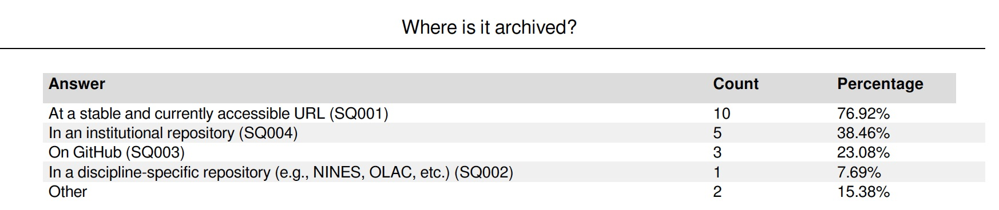 Where is it archived?
Answer Count Percentage
At a stable and currently accessible URL (SQ001) 10 76.92%
In an institutional repository (SQ004) 5 38.46%
On GitHub (SQ003) 3 23.08%
In a discipline-specific repository (e.g., NINES, OLAC, etc.) (SQ002) 1 7.69%
Other 2 15.38%